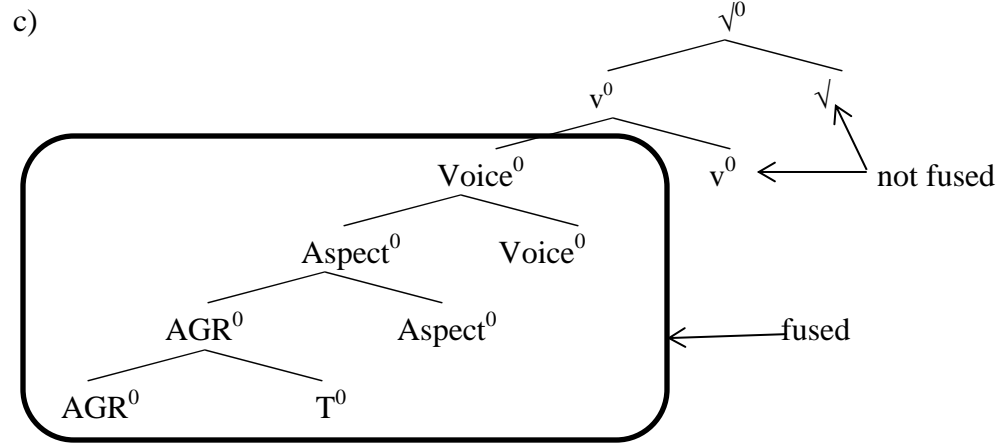 c)
√⁰
v⁰ √
Voice⁰ v⁰ not fused
Aspect⁰ Voice⁰
AGR⁰ Aspect⁰ fused
AGR⁰ T⁰